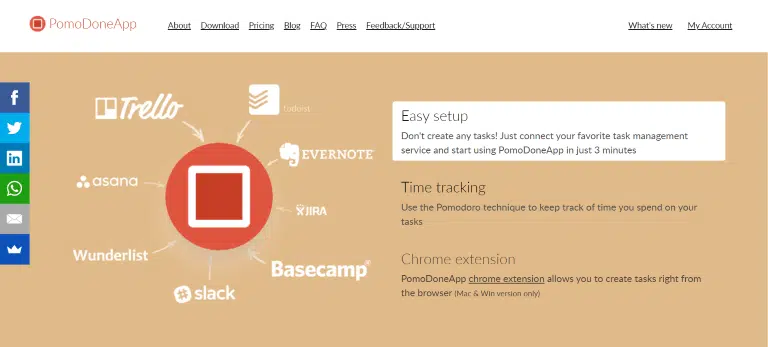 PomoDoneApp
About Download Pricing Blog FAQ Press Feedback/Support What's new My Account
Trello
todoist
EVERNOTE
asana
JIRA
Wunderlist
Basecamp®
slack
Easy setup
Don't create any tasks! Just connect your favorite task management
service and start using PomoDoneApp in just 3 minutes
Time tracking
Use the Pomodoro technique to keep track of time you spend on your
tasks
Chrome extension
PomoDoneApp chrome extension allows you to create tasks right from
the browser (Mac & Win version only)